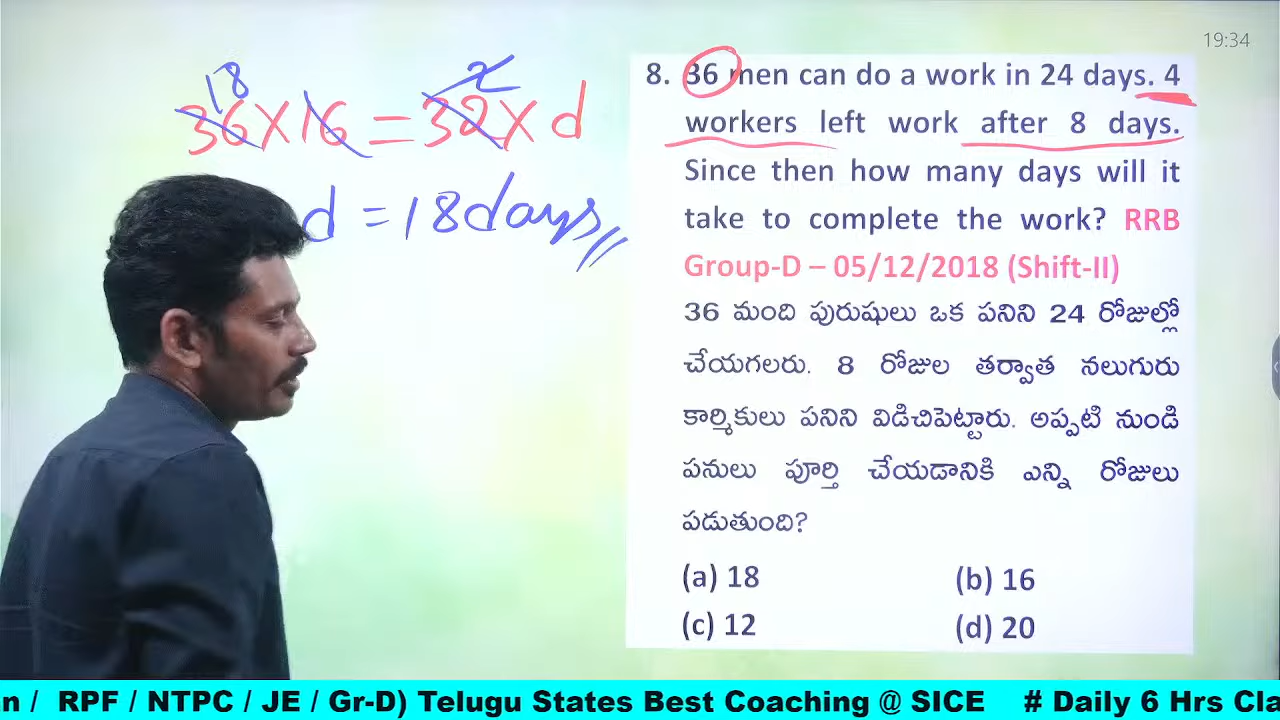 19:34
18 2
36 x 16 = 32 x d
d = 18 days
8. 36 men can do a work in 24 days. 4
workers left work after 8 days.
Since then how many days will it
take to complete the work? RRB
Group-D – 05/12/2018 (Shift-II)
36 మంది పురుషులు ఒక పనిని 24 రోజుల్లో
చేయగలరు. 8 రోజుల తర్వాత నలుగురు
కార్మికులు పనిని విడిచిపెట్టారు. అప్పటి నుండి
పనులు పూర్తి చేయడానికి ఎన్ని రోజులు
పడుతుంది?
(a) 18 (b) 16
(c) 12 (d) 20
n / RPF / NTPC / JE / Gr-D) Telugu States Best Coaching @ SICE # Daily 6 Hrs Cla